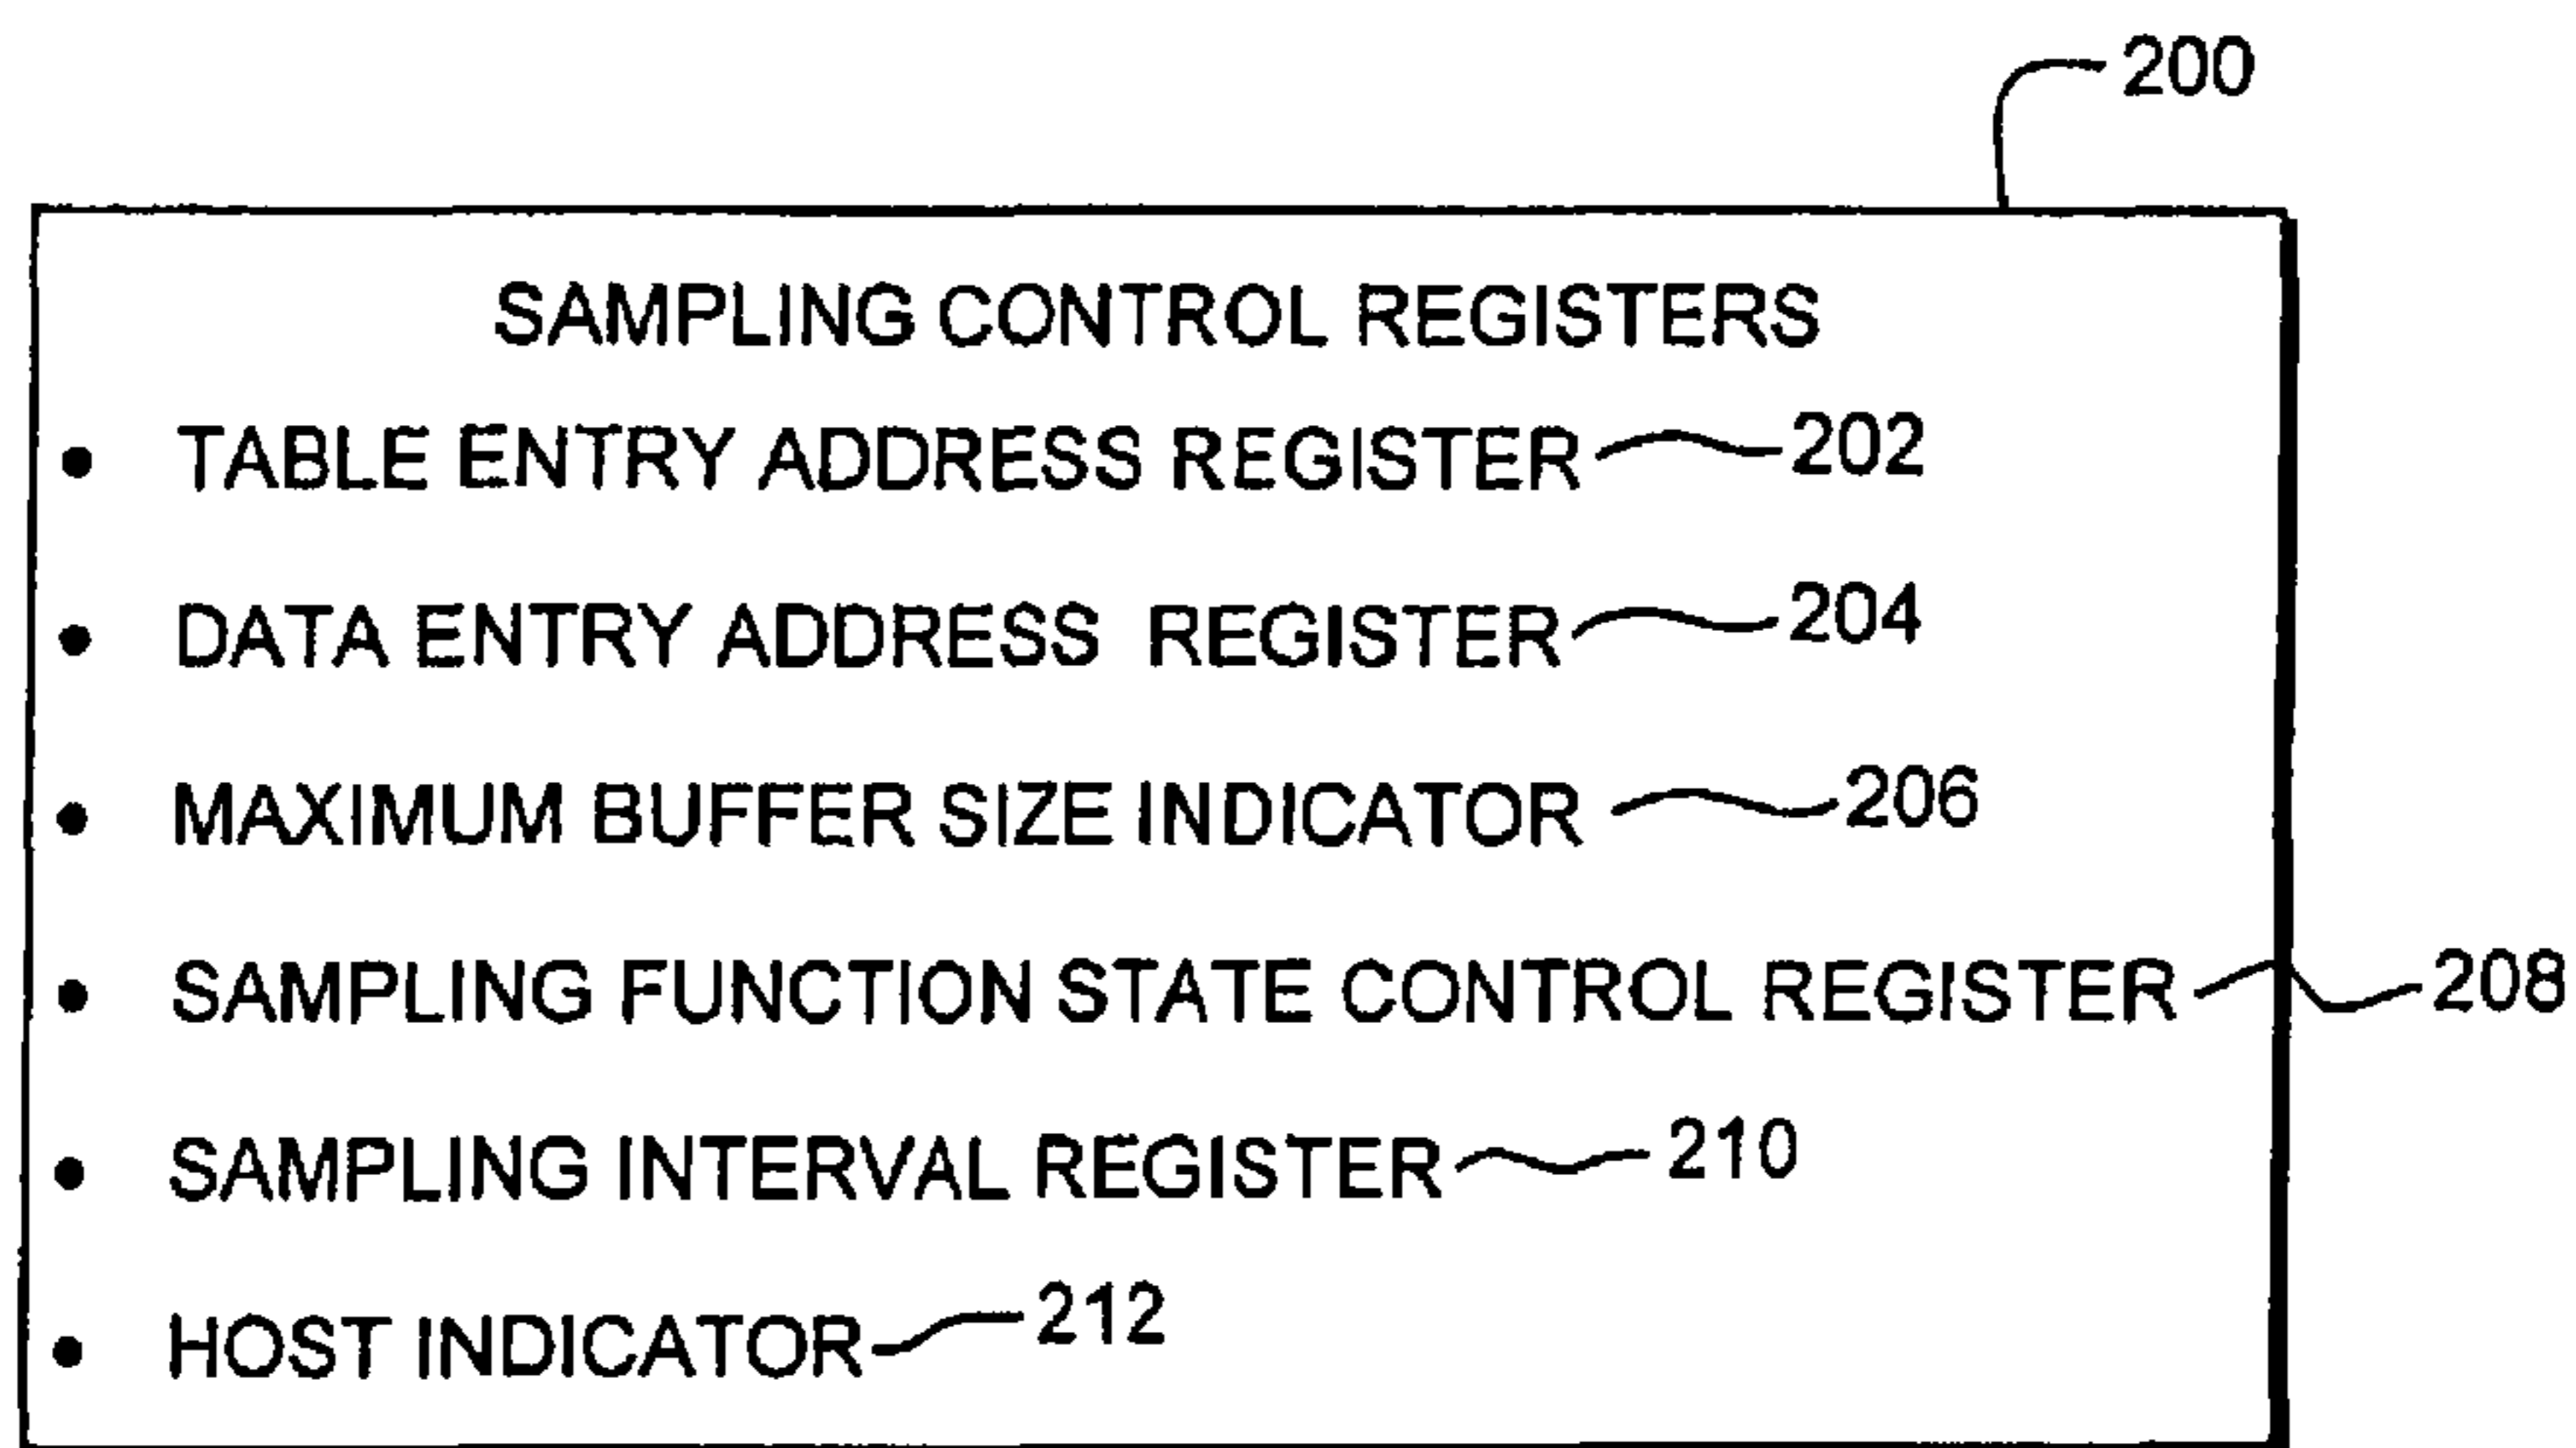 200
SAMPLING CONTROL REGISTERS
• TABLE ENTRY ADDRESS REGISTER 202
• DATA ENTRY ADDRESS REGISTER 204
• MAXIMUM BUFFER SIZE INDICATOR 206
• SAMPLING FUNCTION STATE CONTROL REGISTER 208
• SAMPLING INTERVAL REGISTER 210
• HOST INDICATOR 212